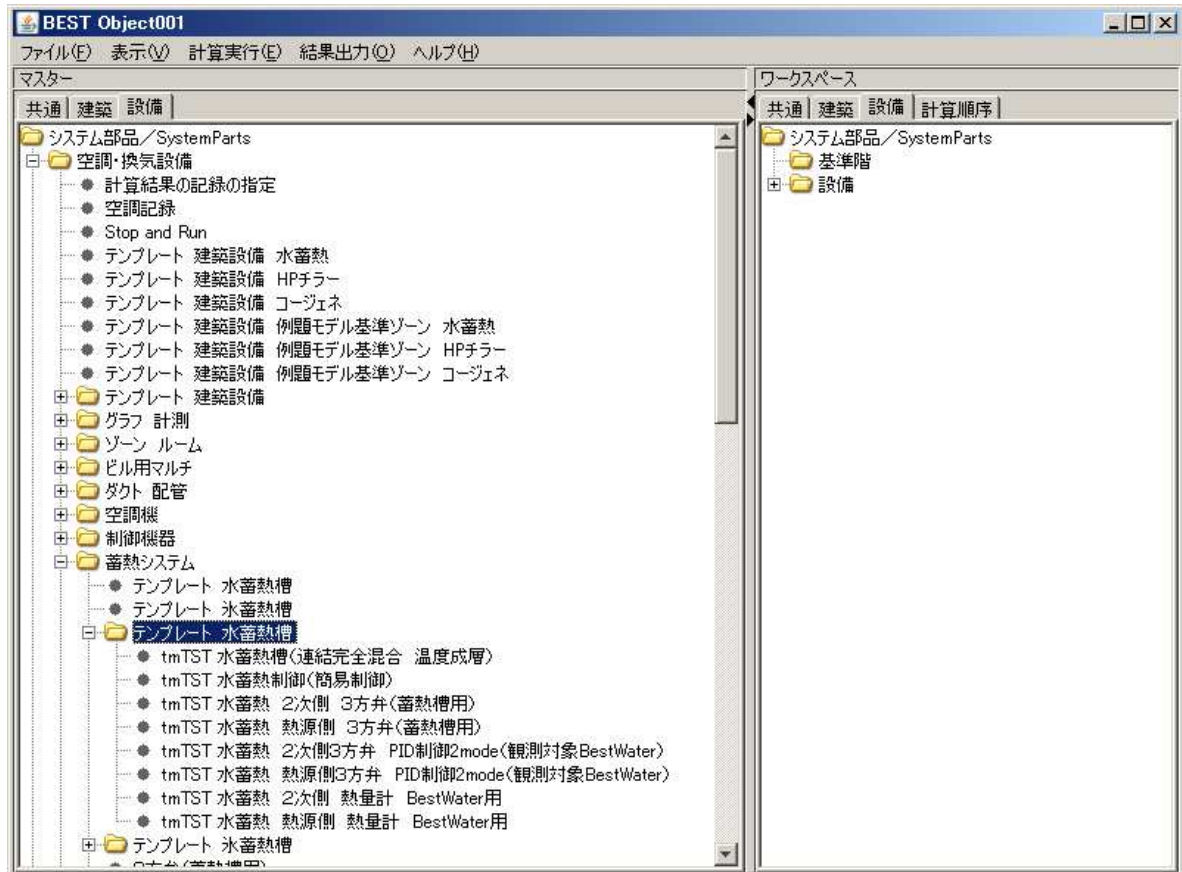 BEST Object001
ファイル(F) 表示(V) 計算実行(E) 結果出力(O) ヘルプ(H)
マスター
共通 建築 設備
システム部品／SystemParts
空調・換気設備
計算結果の記録の指定
空調記録
Stop and Run
テンプレート 建築設備 水蓄熱
テンプレート 建築設備 HPチラー
テンプレート 建築設備 コージェネ
テンプレート 建築設備 例題モデル基準ゾーン 水蓄熱
テンプレート 建築設備 例題モデル基準ゾーン HPチラー
テンプレート 建築設備 例題モデル基準ゾーン コージェネ
テンプレート 建築設備
グラフ 計測
ゾーン ルーム
ビル用マルチ
ダクト 配管
空調機
制御機器
蓄熱システム
テンプレート 水蓄熱槽
テンプレート 氷蓄熱槽
テンプレート 水蓄熱槽
tmTST 水蓄熱槽(連結完全混合 温度成層)
tmTST 水蓄熱制御(簡易制御)
tmTST 水蓄熱 2次側 3方弁(蓄熱槽用)
tmTST 水蓄熱 熱源側 3方弁(蓄熱槽用)
tmTST 水蓄熱 2次側3方弁 PID制御2mode(観測対象BestWater)
tmTST 水蓄熱 熱源側3方弁 PID制御2mode(観測対象BestWater)
tmTST 水蓄熱 2次側 熱量計 BestWater用
tmTST 水蓄熱 熱源側 熱量計 BestWater用
テンプレート 氷蓄熱槽
3方弁(蓄熱槽用)
ワークスペース
共通 建築 設備 計算順序
システム部品／SystemParts
基準階
設備